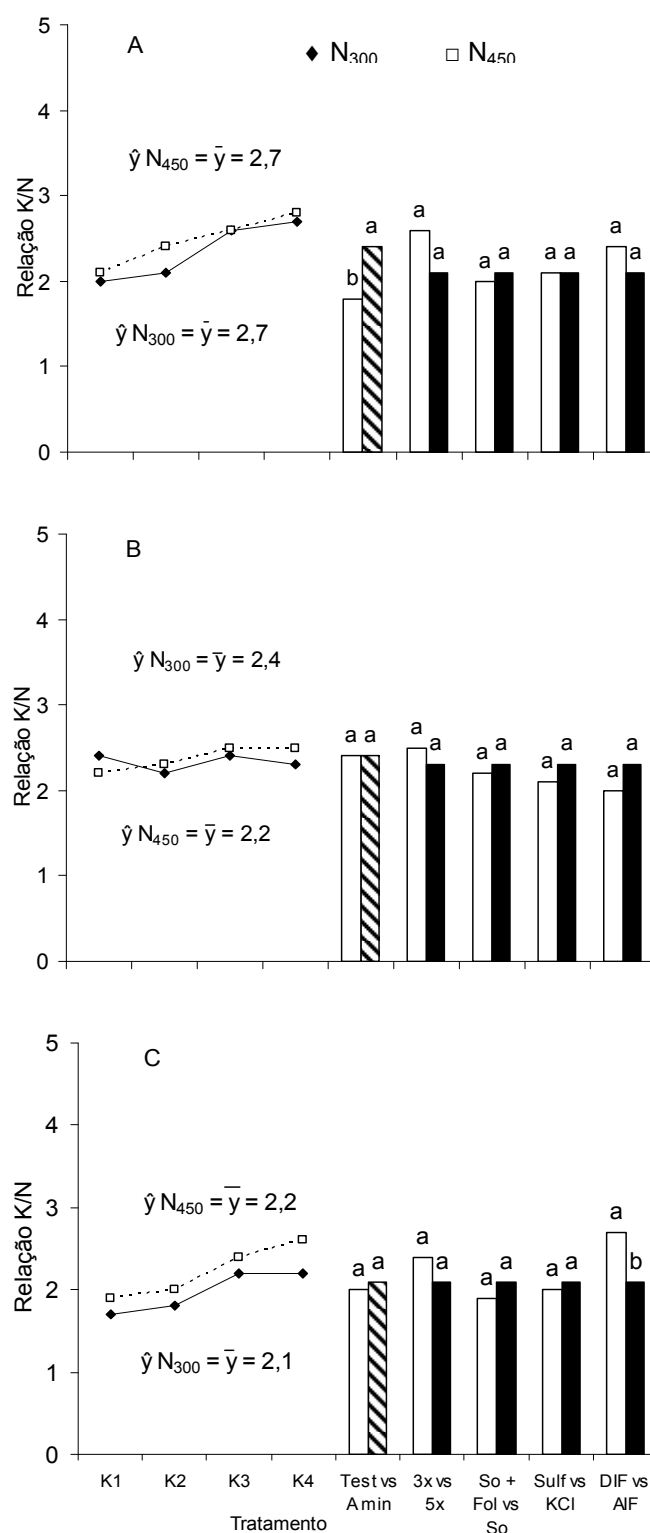 A
◆ N₃₀₀ □ N₄₅₀
Relação K/N
5
4
3
2
1
0
ŷ N₄₅₀ = ȳ = 2,7
ŷ N₃₀₀ = ȳ = 2,7
b a a a a a a a a a
B
Relação K/N
5
4
3
2
1
0
ŷ N₃₀₀ = ȳ = 2,4
ŷ N₄₅₀ = ȳ = 2,2
a a a a a a a a a a
C
Relação K/N
5
4
3
2
1
0
ŷ N₄₅₀ = ȳ = 2,2
ŷ N₃₀₀ = ȳ = 2,1
a a a a a a a a a b
K1 K2 K3 K4 Test vs 3x vs So + Sulf vs DIF vs
Amin 5x Fol vs KCl AIF
So
Tratamento